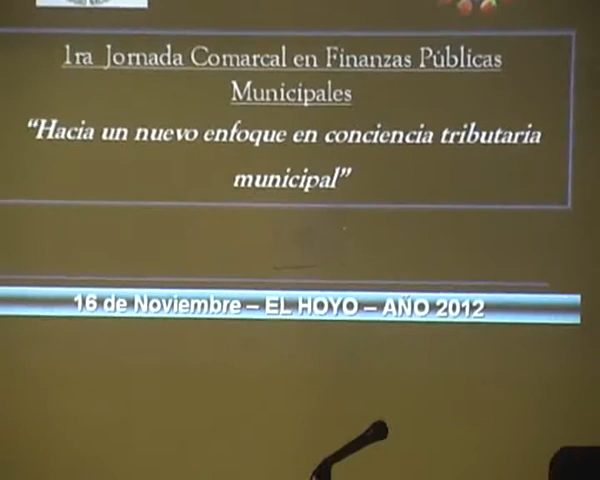 1ra Jornada Comarcal en Finanzas Públicas
Municipales
“Hacia un nuevo enfoque en conciencia tributaria
municipal”
16 de Noviembre – EL HOYO – AÑO 2012